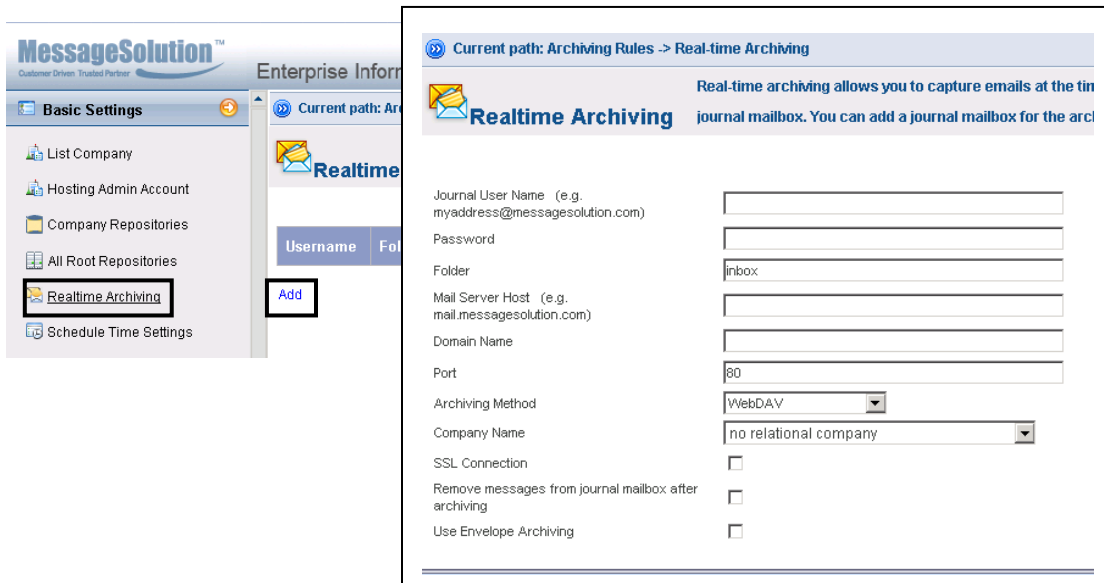 MessageSolution™
Customer Driven Trusted Partner
Enterprise Infor
Basic Settings
List Company
Hosting Admin Account
Company Repositories
All Root Repositories
Realtime Archiving
Schedule Time Settings
Current path: Ar
Realtime
Username Fol
Add
Current path: Archiving Rules -> Real-time Archiving
Realtime Archiving
Real-time archiving allows you to capture emails at the tim
journal mailbox. You can add a journal mailbox for the arcl
Journal User Name (e.g.
myaddress@messagesolution.com)
Password
Folder inbox
Mail Server Host (e.g.
mail.messagesolution.com)
Domain Name
Port 80
Archiving Method WebDAV
Company Name no relational company
SSL Connection
Remove messages from journal mailbox after
archiving
Use Envelope Archiving